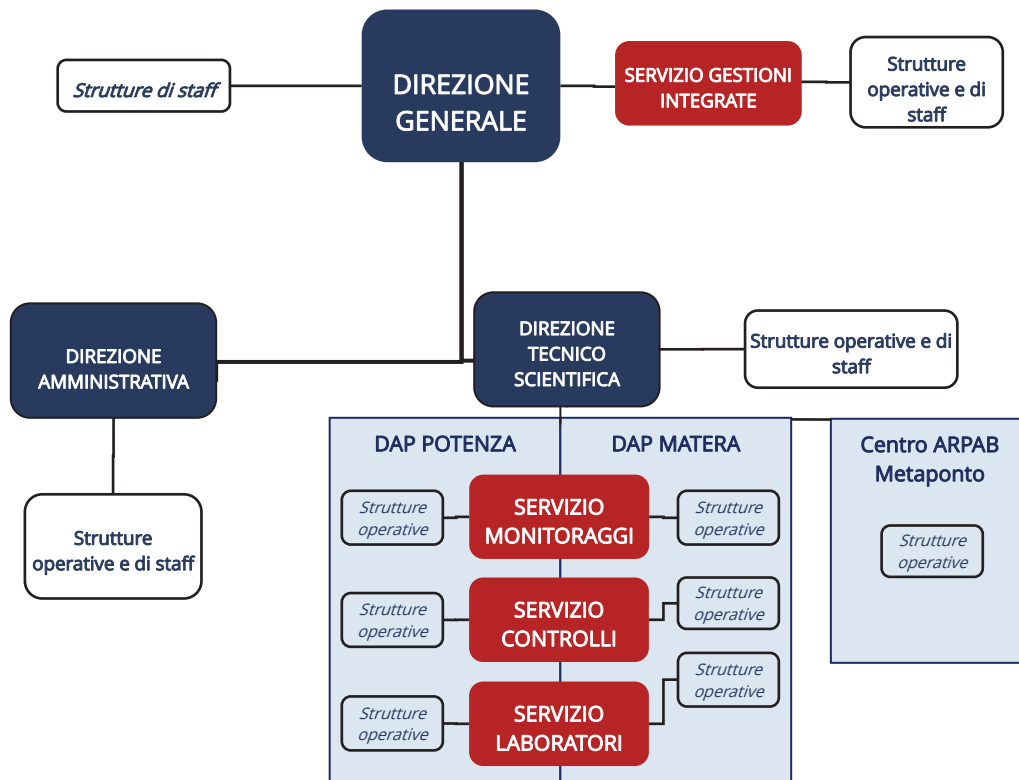 Strutture di staff
DIREZIONE
GENERALE
SERVIZIO GESTIONI
INTEGRATE
Strutture
operative e di
staff
DIREZIONE
AMMINISTRATIVA
DIREZIONE
TECNICO
SCIENTIFICA
Strutture operative e di
staff
Strutture
operative e di staff
DAP POTENZA
DAP MATERA
Centro ARPAB
Metaponto
Strutture
operative
SERVIZIO
MONITORAGGI
Strutture
operative
Strutture
operative
Strutture
operative
SERVIZIO
CONTROLLI
Strutture
operative
Strutture
operative
SERVIZIO
LABORATORI
Strutture
operative